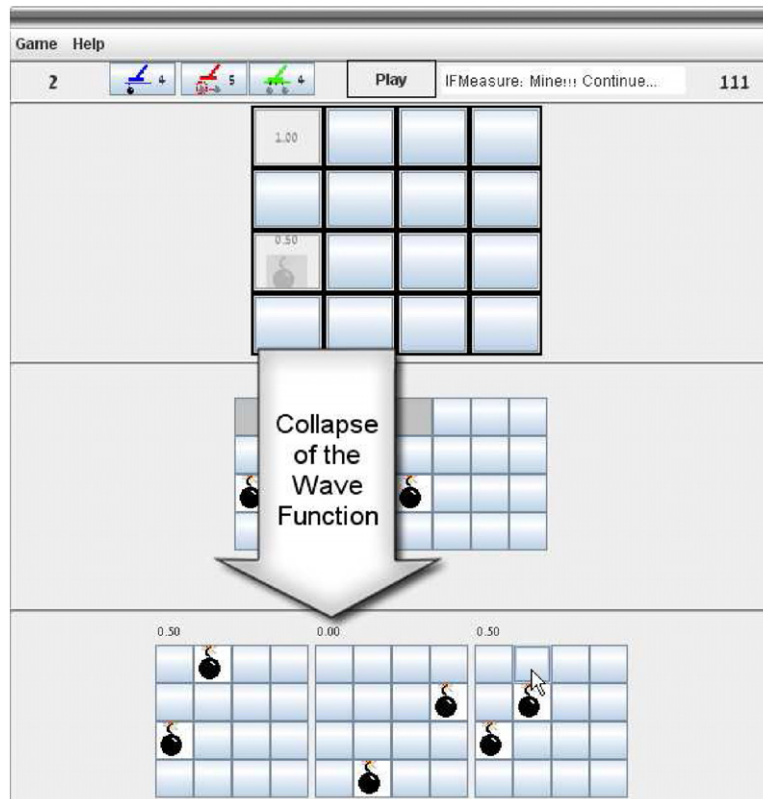 Game Help
2 4 5 4 Play IFMeasure: Mine!!! Continue... 111
1.00
0.50
Collapse
of the
Wave
Function
0.50 0.00 0.50